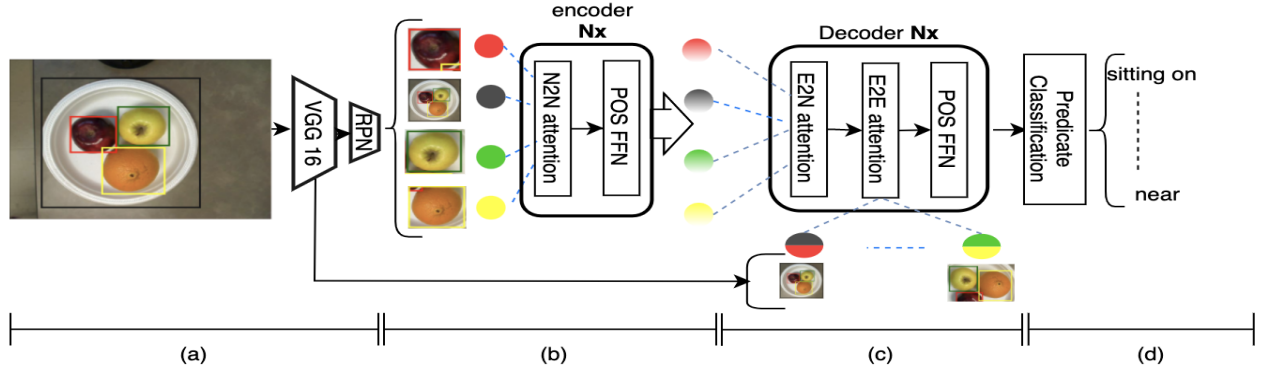 encoder
Nx
Decoder Nx
VGG 16
RPN
N2N attention
POS FFN
E2N attention
E2E attention
POS FFN
Predicate
Classification
sitting on
near
(a)
(b)
(c)
(d)